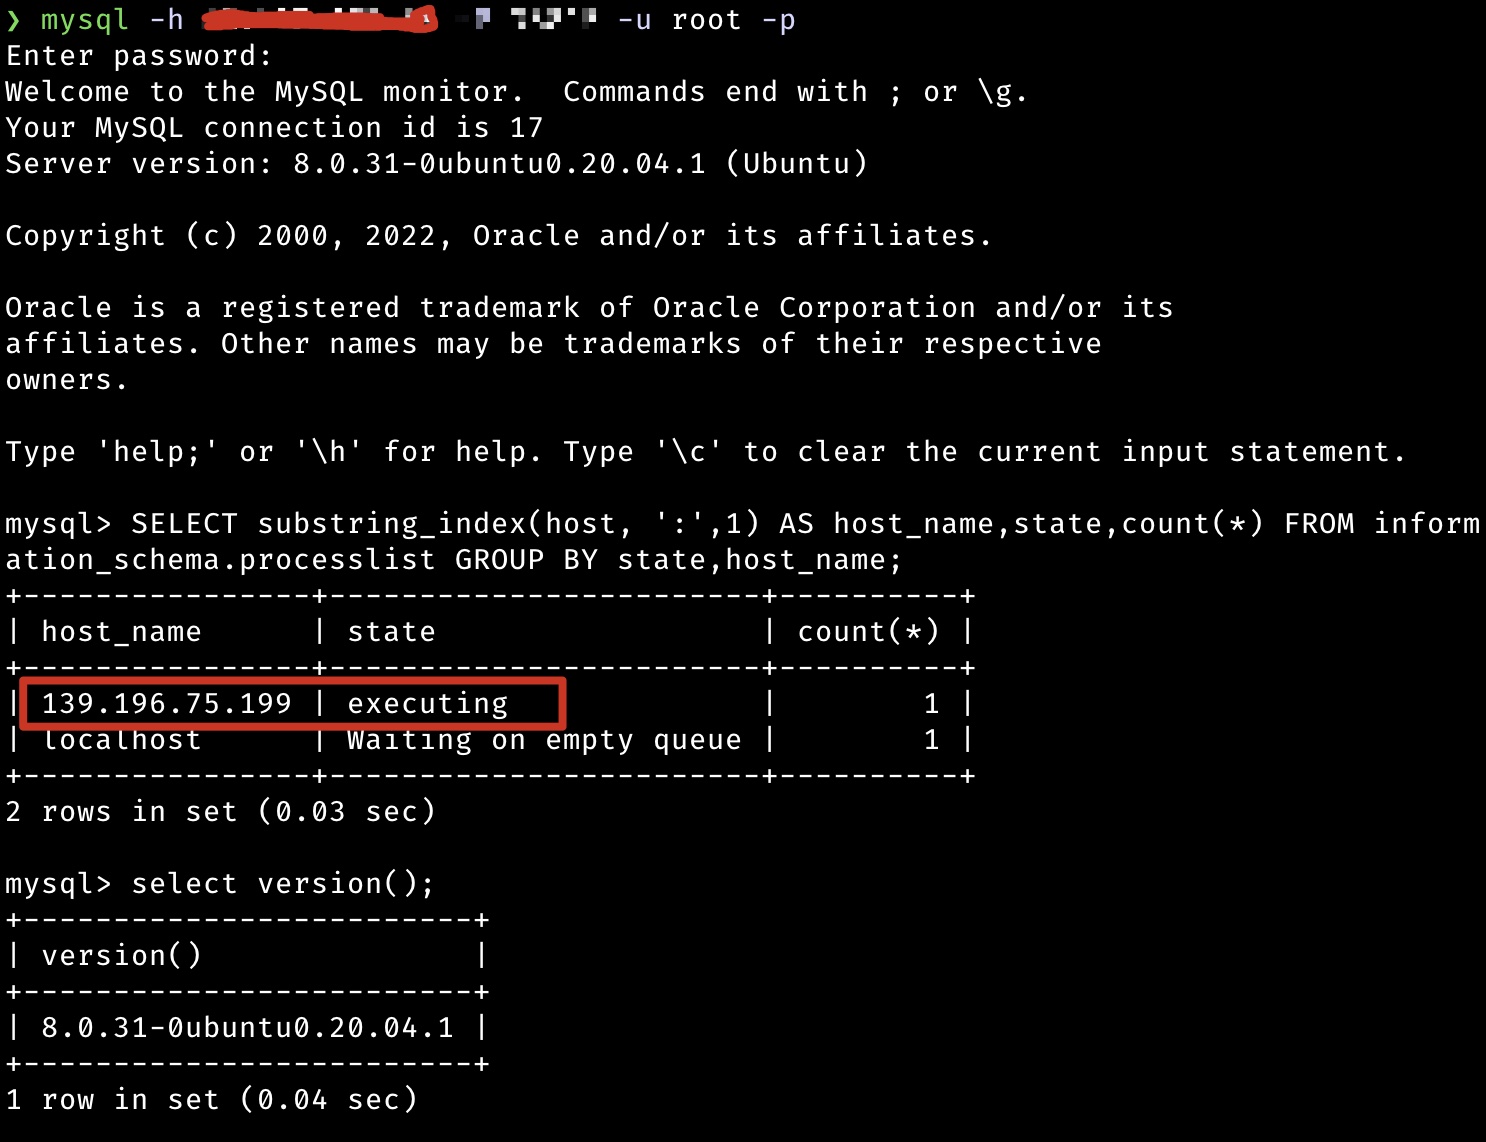 ❯ mysql -h -u root -p
Enter password:
Welcome to the MySQL monitor.  Commands end with ; or \g.
Your MySQL connection id is 17
Server version: 8.0.31-0ubuntu0.20.04.1 (Ubuntu)
Copyright (c) 2000, 2022, Oracle and/or its affiliates.
Oracle is a registered trademark of Oracle Corporation and/or its
affiliates. Other names may be trademarks of their respective
owners.
Type 'help;' or '\h' for help. Type '\c' to clear the current input statement.
mysql> SELECT substring_index(host, ':',1) AS host_name,state,count(*) FROM inform
ation_schema.processlist GROUP BY state,host_name;
+----------------+------------------------+----------+
| host_name      | state                  | count(*) |
+----------------+------------------------+----------+
| 139.196.75.199 | executing              |        1 |
| localhost      | Waiting on empty queue |        1 |
+----------------+------------------------+----------+
2 rows in set (0.03 sec)
mysql> select version();
+-------------------------+
| version()               |
+-------------------------+
| 8.0.31-0ubuntu0.20.04.1 |
+-------------------------+
1 row in set (0.04 sec)